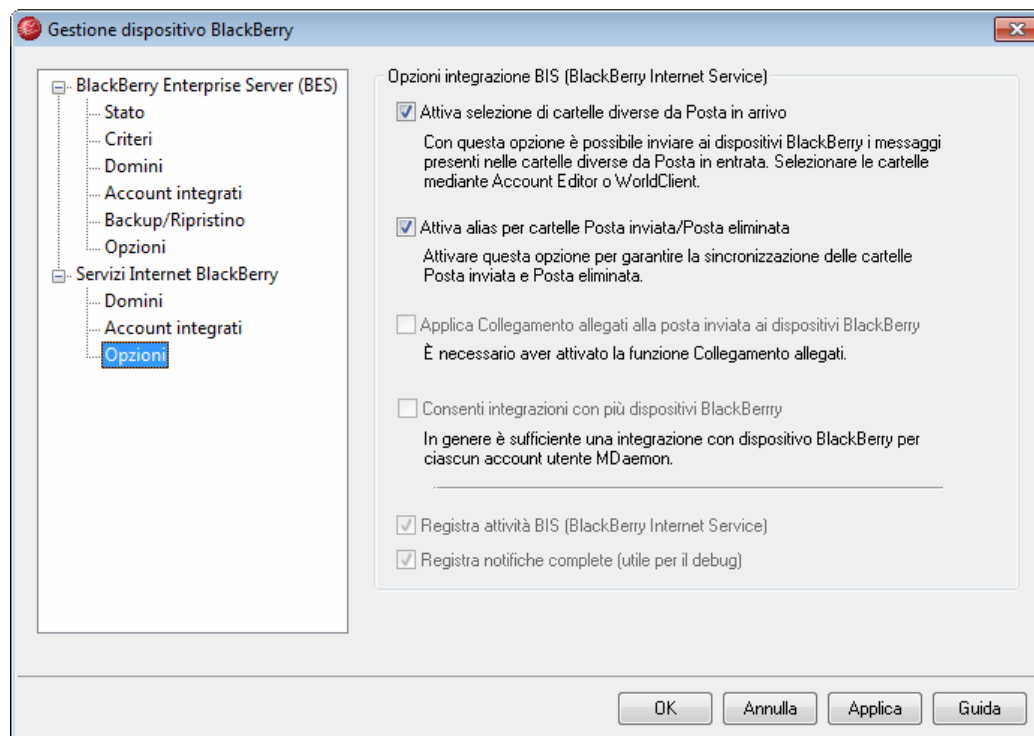 Gestione dispositivo BlackBerry
BlackBerry Enterprise Server (BES)
Stato
Criteri
Domini
Account integrati
Backup/Ripristino
Opzioni
Servizi Internet BlackBerry
Domini
Account integrati
Opzioni
Opzioni integrazione BIS (BlackBerry Internet Service)
Attiva selezione di cartelle diverse da Posta in arrivo
Con questa opzione è possibile inviare ai dispositivi BlackBerry i messaggi
presenti nelle cartelle diverse da Posta in entrata. Selezionare le cartelle
mediante Account Editor o WorldClient.
Attiva alias per cartelle Posta inviata/Posta eliminata
Attivare questa opzione per garantire la sincronizzazione delle cartelle
Posta inviata e Posta eliminata.
Applica Collegamento allegati alla posta inviata ai dispositivi BlackBerry
È necessario aver attivato la funzione Collegamento allegati.
Consenti integrazioni con più dispositivi BlackBerrry
In genere è sufficiente una integrazione con dispositivo BlackBerry per
ciascun account utente MDaemon.
Registra attività BIS (BlackBerry Internet Service)
Registra notifiche complete (utile per il debug)
OK
Annulla
Applica
Guida